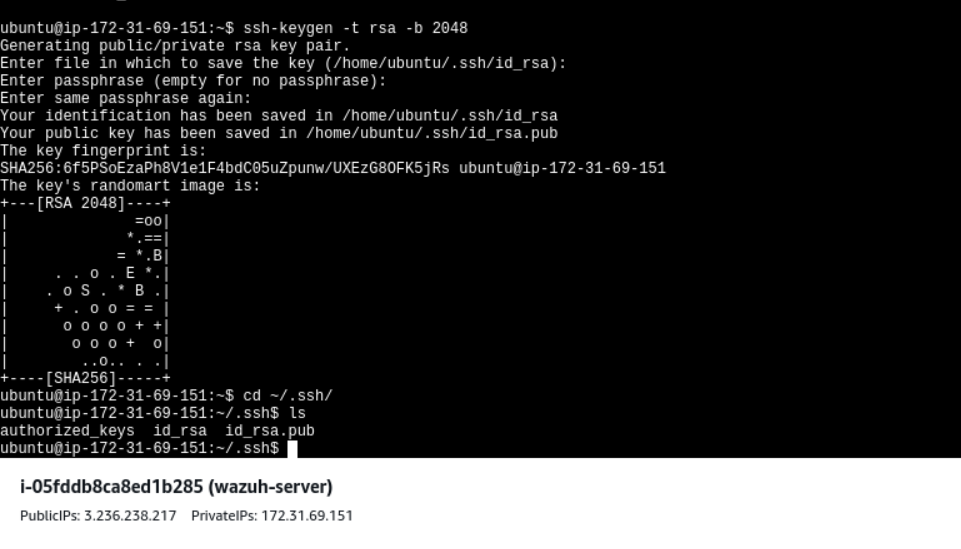 ubuntu@ip-172-31-69-151:~$ ssh-keygen -t rsa -b 2048
Generating public/private rsa key pair.
Enter file in which to save the key (/home/ubuntu/.ssh/id_rsa):
Enter passphrase (empty for no passphrase):
Enter same passphrase again:
Your identification has been saved in /home/ubuntu/.ssh/id_rsa
Your public key has been saved in /home/ubuntu/.ssh/id_rsa.pub
The key fingerprint is:
SHA256:6f5PSoEzaPh8V1e1F4bdC05uZpunw/UXEzG8OFK5jRs ubuntu@ip-172-31-69-151
The key's randomart image is:
+---[RSA 2048]----+
|              =oo|
|             *.==|
|            = *.B|
|     . . o . E *.|
|    . o S . * B .|
|     + . o o = = |
|      o o o o + +|
|       o o o +  o|
|        ..o.. . .|
+----[SHA256]-----+
ubuntu@ip-172-31-69-151:~$ cd ~/.ssh/
ubuntu@ip-172-31-69-151:~/.ssh$ ls
authorized_keys  id_rsa  id_rsa.pub
ubuntu@ip-172-31-69-151:~/.ssh$
i-05fddb8ca8ed1b285 (wazuh-server)
PublicIPs: 3.236.238.217    PrivateIPs: 172.31.69.151